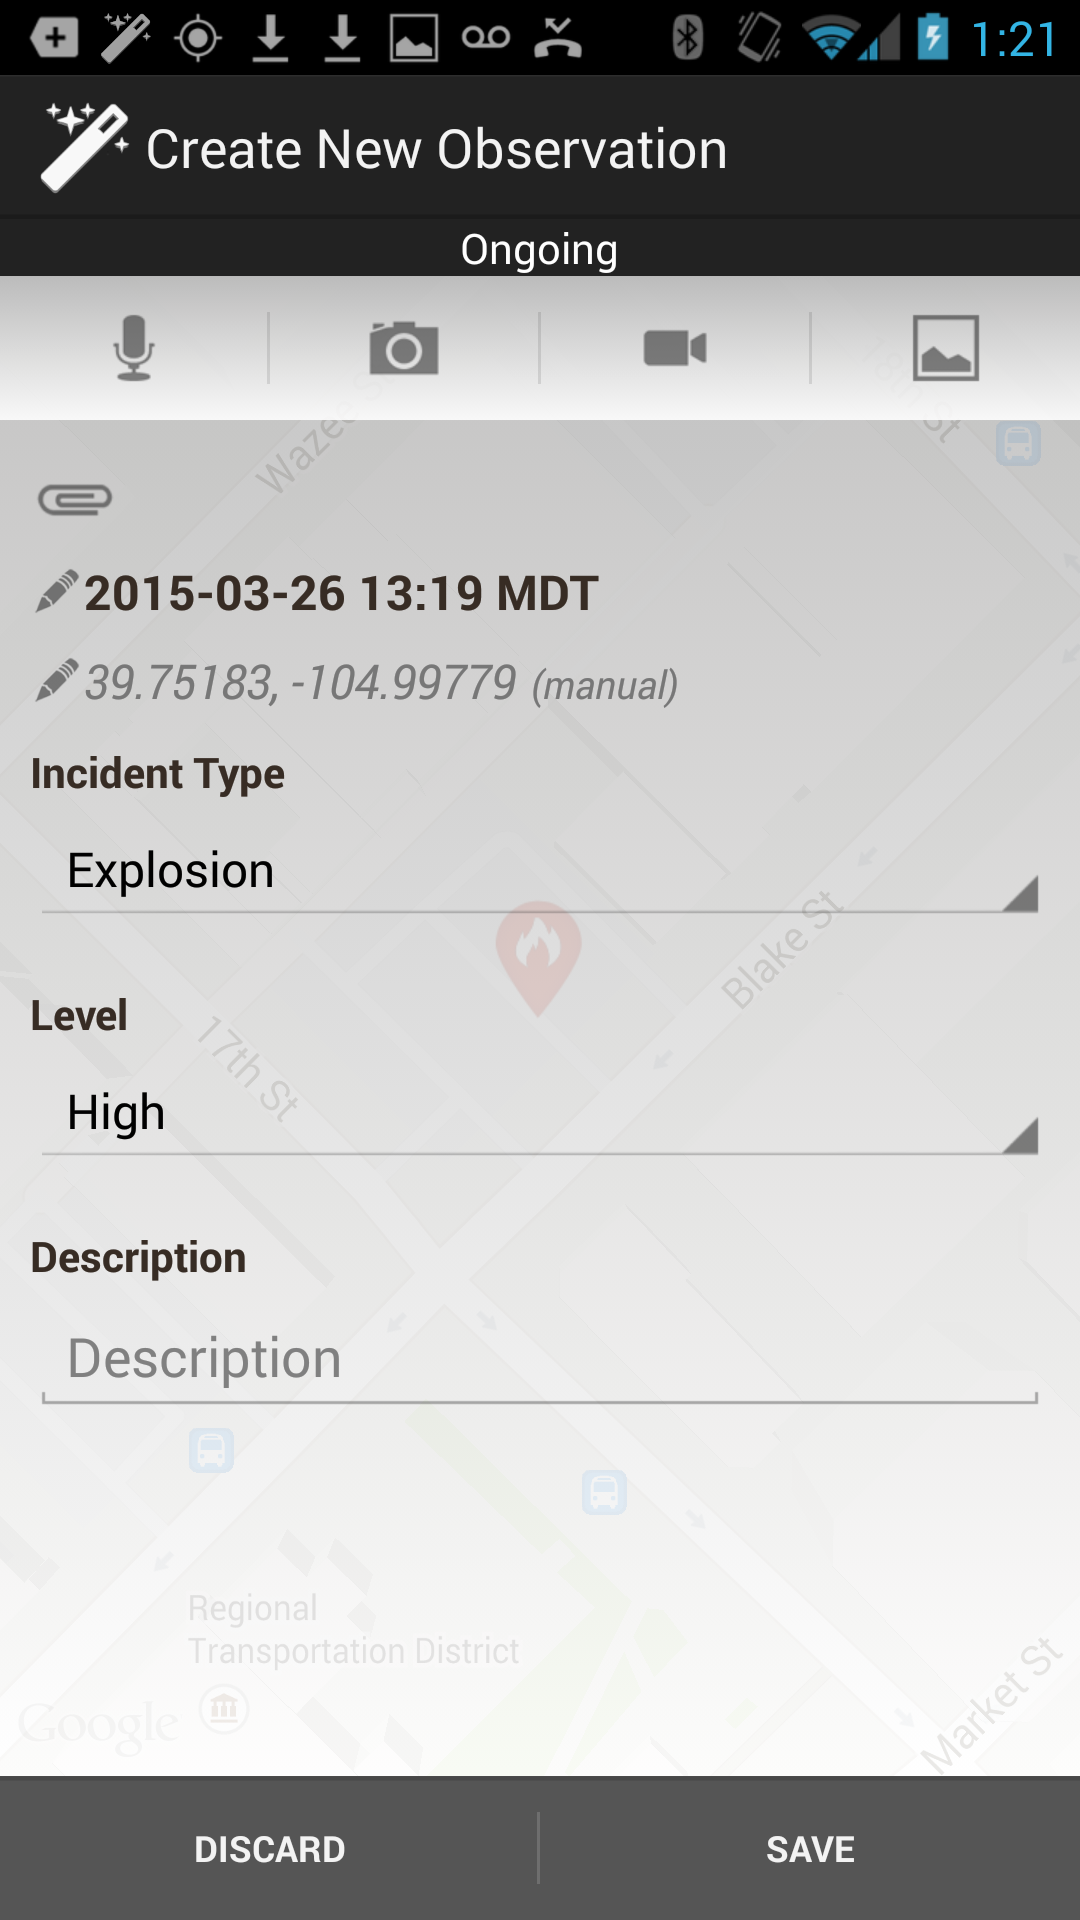 1:21
Create New Observation
Ongoing
Wazee St
18th St
2015-03-26 13:19 MDT
39.75183, -104.99779 (manual)
Incident Type
Explosion
Blake St
Level
17th St
High
Description
Description
Regional
Transportation District
Google
Market St
DISCARD
SAVE